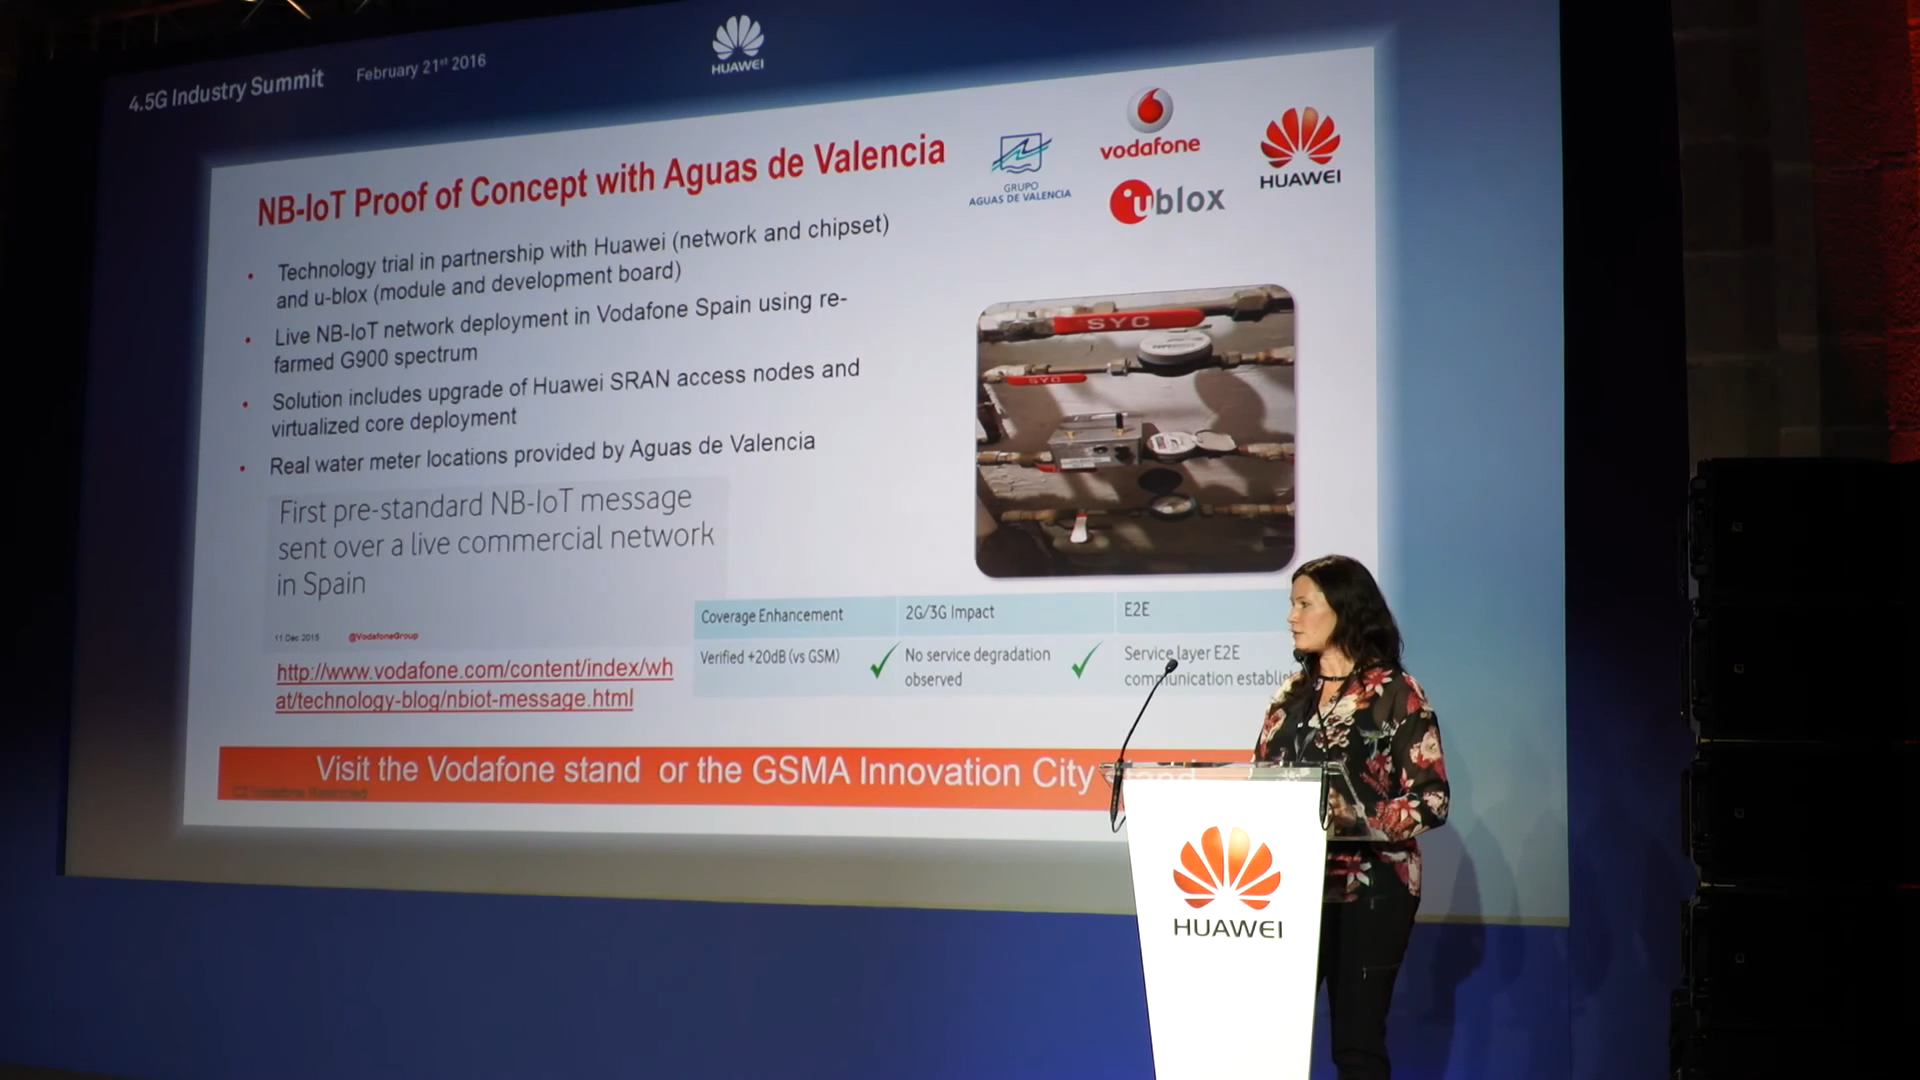 4.5G Industry Summit February 21st 2016
HUAWEI
NB-IoT Proof of Concept with Aguas de Valencia
GRUPO
AGUAS DE VALENCIA
vodafone
ublox
HUAWEI
• Technology trial in partnership with Huawei (network and chipset)
and u-blox (module and development board)
• Live NB-IoT network deployment in Vodafone Spain using re-
farmed G900 spectrum
• Solution includes upgrade of Huawei SRAN access nodes and
virtualized core deployment
• Real water meter locations provided by Aguas de Valencia
SYC
SYC
First pre-standard NB-IoT message
sent over a live commercial network
in Spain
11 Dec 2015 @VodafoneGroup
http://www.vodafone.com/content/index/wh
at/technology-blog/nbiot-message.html
Coverage Enhancement 2G/3G Impact E2E
Verified +20dB (vs GSM) ✓ No service degradation
observed ✓ Service layer E2E
communication
Visit the Vodafone stand or the GSMA Innovation City stand
C2 Vodafone Restricted
HUAWEI